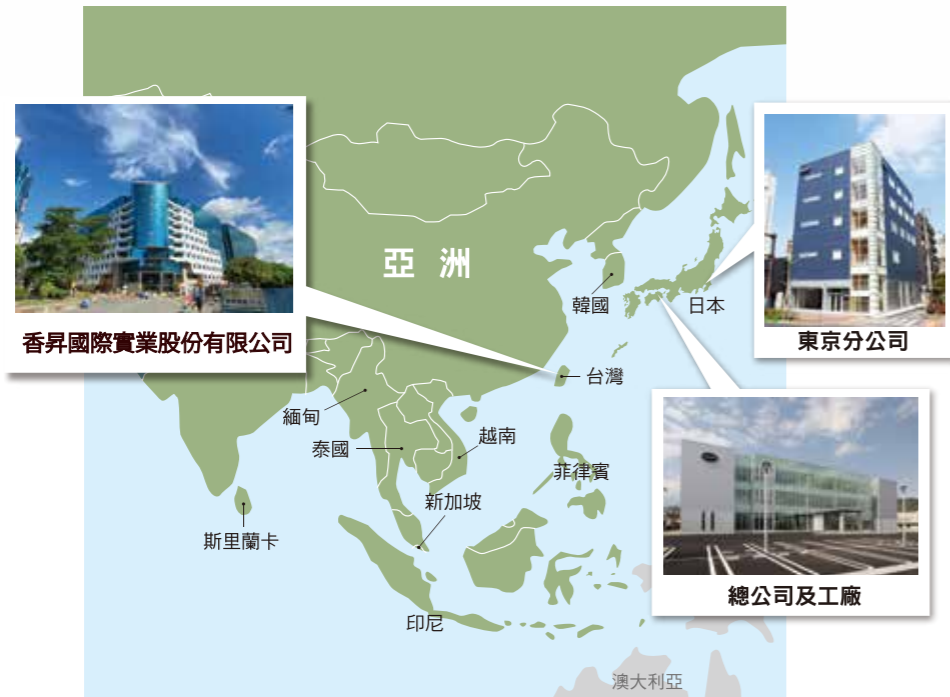 亞洲
香昇國際實業股份有限公司
韓國
日本
東京分公司
台灣
緬甸
泰國
越南
菲律賓
新加坡
斯里蘭卡
總公司及工廠
印尼
澳大利亞